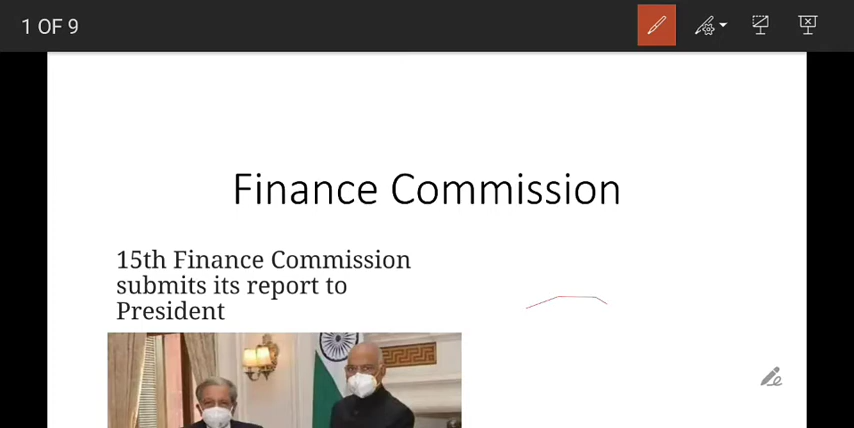 1 OF 9
Finance Commission
15th Finance Commission
submits its report to
President